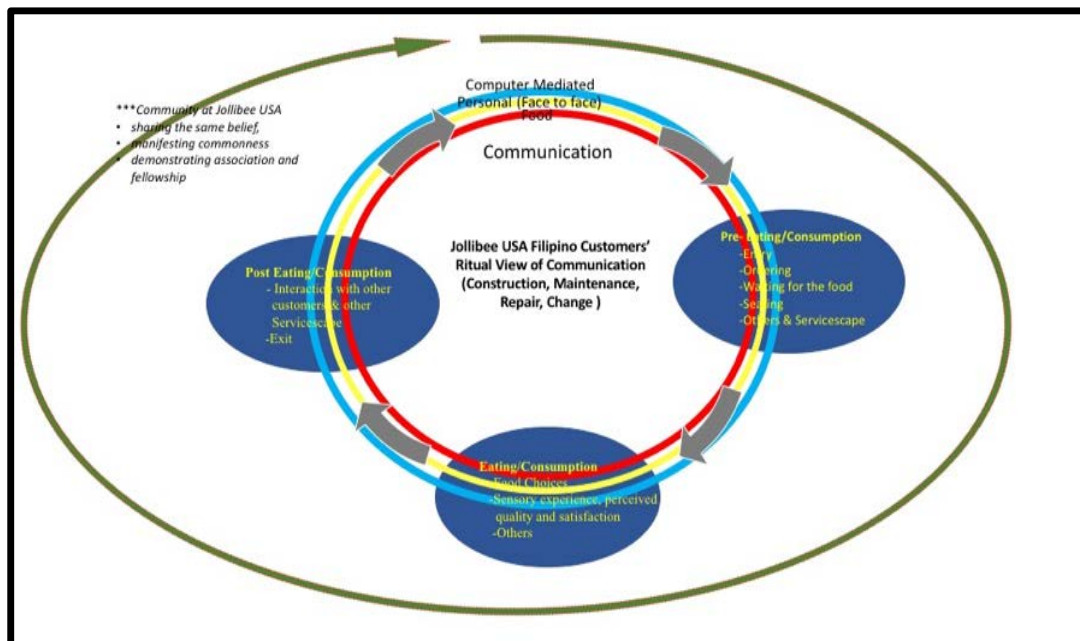 Computer Mediated
Personal (Face to face)
Food
Communication
***Community at Jollibee USA
• sharing the same belief,
• manifesting commonness
• demonstrating association and
fellowship
Jollibee USA Filipino Customers'
Ritual View of Communication
(Construction, Maintenance,
Repair, Change )
Pre- Eating/Consumption
-Entry
-Ordering
-Waiting for the food
-Seating
-Others & Servicescape
Post Eating/Consumption
- Interaction with other
customers & other
Servicescape
-Exit
Eating/Consumption
-Food Choices
-Sensory experience, perceived
quality and satisfaction
-Others